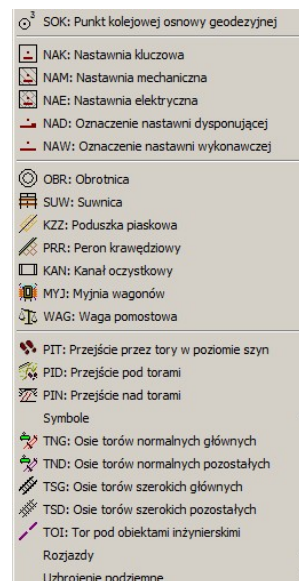 3
SOK: Punkt kolejowej osnowy geodezyjnej
NAK: Nastawnia kluczowa
NAM: Nastawnia mechaniczna
NAE: Nastawnia elektryczna
NAD: Oznaczenie nastawni dysponującej
NAW: Oznaczenie nastawni wykonawczej
OBR: Obrotnica
SUW: Suwnica
KZZ: Poduszka piaskowa
PRR: Peron krawędziowy
KAN: Kanał oczystkowy
MYJ: Myjnia wagonów
WAG: Waga pomostowa
PIT: Przejście przez tory w poziomie szyn
PID: Przejście pod torami
PIN: Przejście nad torami
Symbole
TNG: Osie torów normalnych głównych
TND: Osie torów normalnych pozostałych
TSG: Osie torów szerokich głównych
TSD: Osie torów szerokich pozostałych
TOI: Tor pod obiektami inżynierskimi
Rozjazdy
Uzbrojenie podziemne